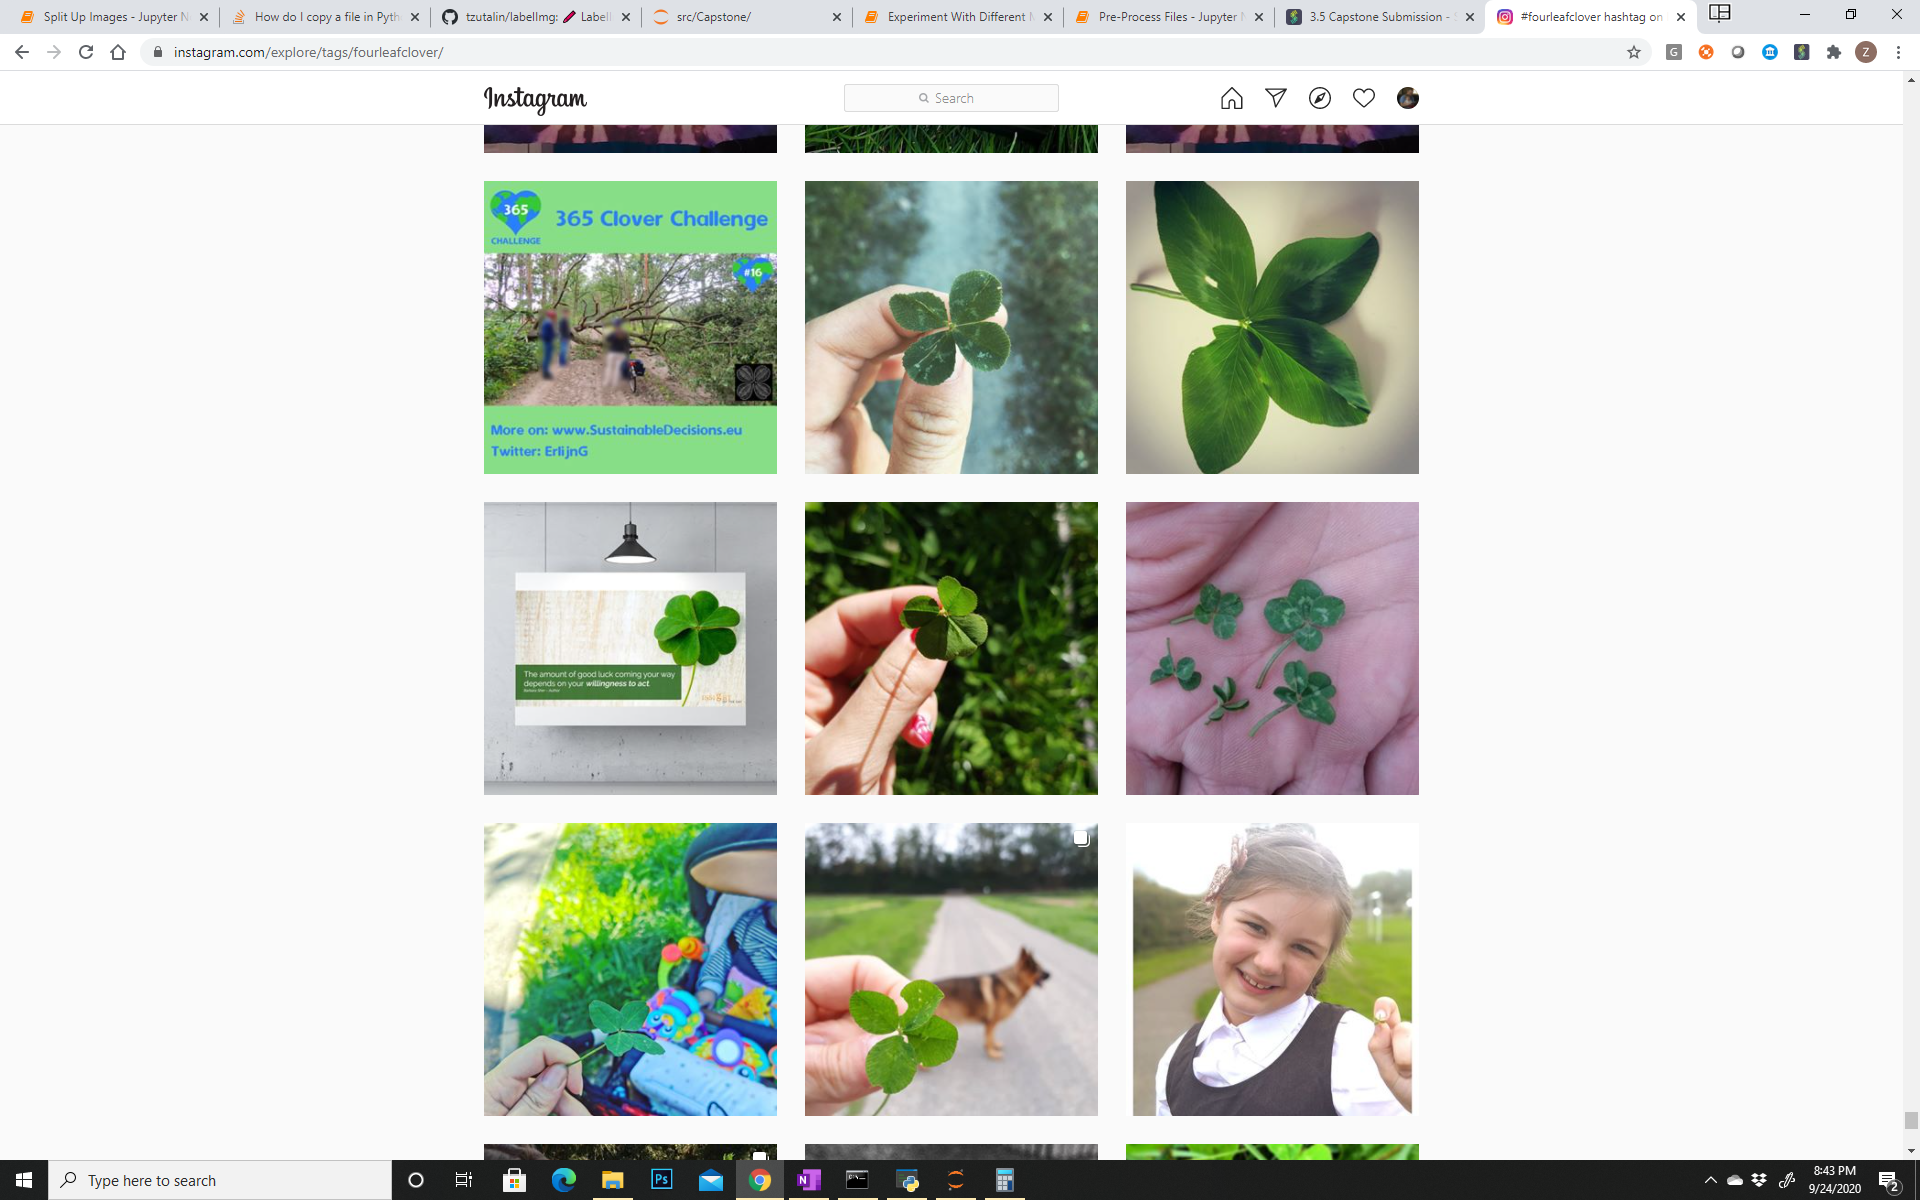 Split Up Images - Jupyter N
How do I copy a file in Pyth
tzutalin/labelImg: Labell
src/Capstone/
Experiment With Different M
Pre-Process Files - Jupyter N
3.5 Capstone Submission - S
#fourleafclover hashtag on
instagram.com/explore/tags/fourleafclover/
G
Z
Instagram
Search
365
CHALLENGE
365 Clover Challenge
#16
More on: www.SustainableDecisions.eu
Twitter: ErlijnG
The amount of good luck coming your way
depends on your willingness to act.
Type here to search
Ps
N
8:43 PM
9/24/2020
2